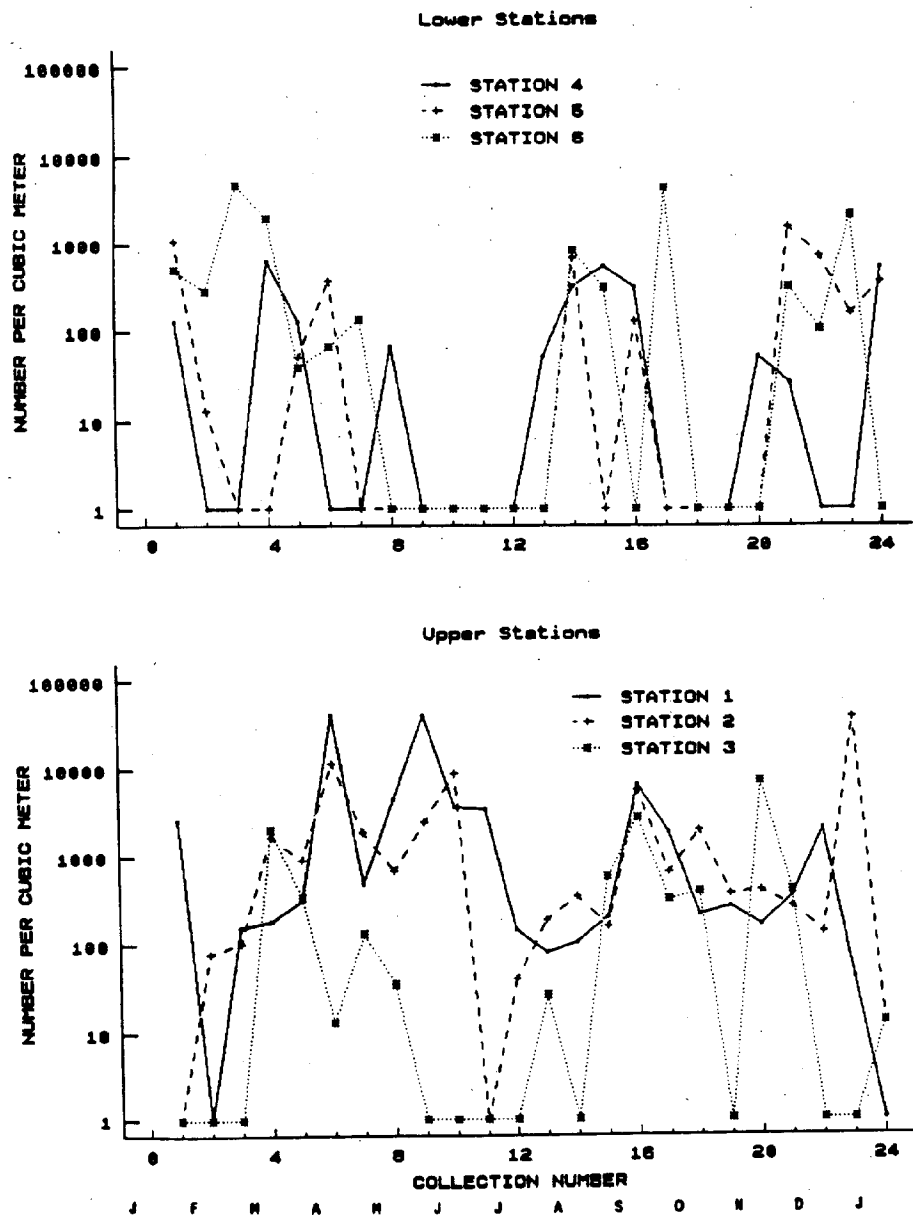 Lower Stations
100000
10000
1000
100
10
1
NUMBER PER CUBIC METER
STATION 4
STATION 5
STATION 6
0 4 8 12 16 20 24
Upper Stations
100000
10000
1000
100
10
1
NUMBER PER CUBIC METER
STATION 1
STATION 2
STATION 3
0 4 8 12 16 20 24
COLLECTION NUMBER
J F M A M J J A S O N D J